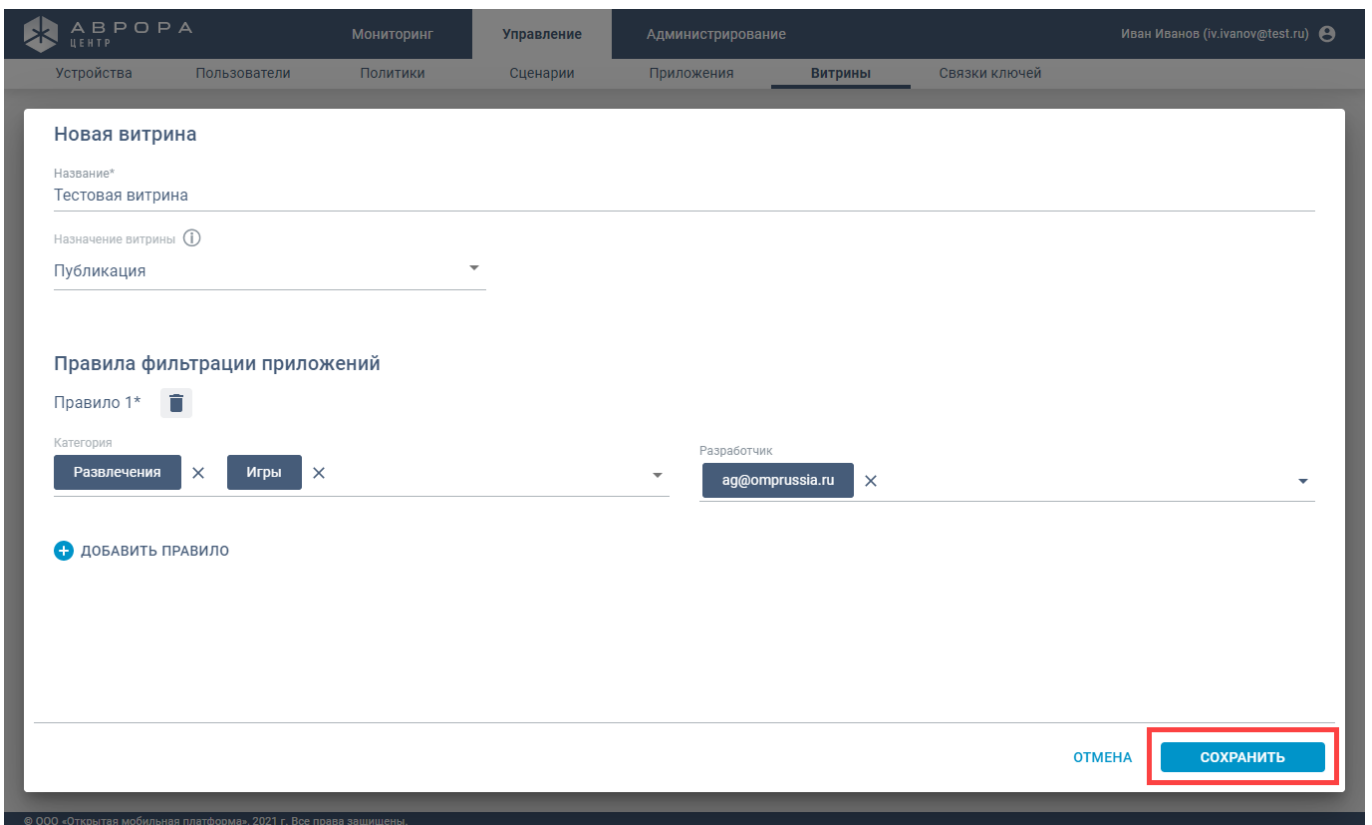 АВРОРА
ЦЕНТР
Мониторинг Управление Администрирование Иван Иванов (iv.ivanov@test.ru)
Устройства Пользователи Политики Сценарии Приложения Витрины Связки ключей
Новая витрина
Название*
Тестовая витрина
Назначение витрины
Публикация
Правила фильтрации приложений
Правило 1*
Категория Разработчик
Развлечения Игры ag@omprussia.ru
ДОБАВИТЬ ПРАВИЛО
ОТМЕНА СОХРАНИТЬ
© ООО «Открытая мобильная платформа», 2021 г. Все права защищены.